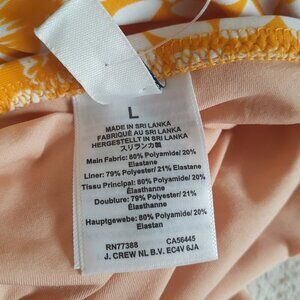 L
MADE IN SRI LANKA
FABRIQUÉ AU SRI LANKA
HERGESTELLT IN SRI LANKA
スリランカ製
Main Fabric: 80% Polyamide/ 20%
Elastane
Liner: 79% Polyester/ 21% Elastane
Tissu Principal: 80% Polyamide/ 20%
Élasthanne
Doublure: 79% Polyester/ 21%
Élasthanne
Hauptgewebe: 80% Polyamid/ 20%
Elastan
RN77388 CA56445
J. CREW NL B.V. EC4V 6JA